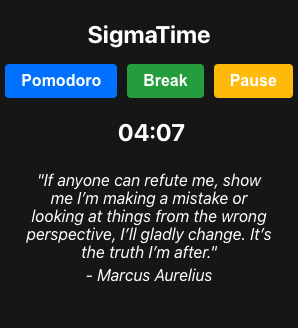 SigmaTime
Pomodoro Break Pause
04:07
"If anyone can refute me, show
me I’m making a mistake or
looking at things from the wrong
perspective, I’ll gladly change. It’s
the truth I’m after."
- Marcus Aurelius